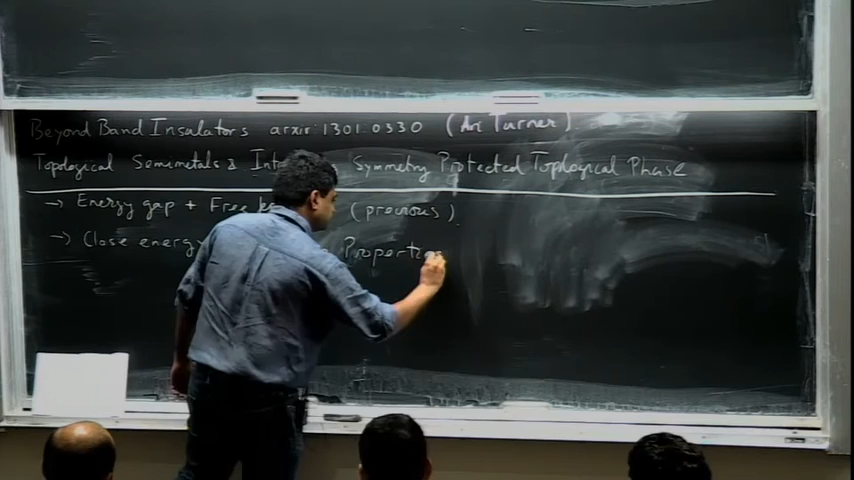 Beyond Band Insulators arxiv: 1301.0330 (Ari Turner)
Topological Semimetals & Int Symmetry Protected Topological Phase
→ Energy gap + Free (previous).
→ Close energy Propert